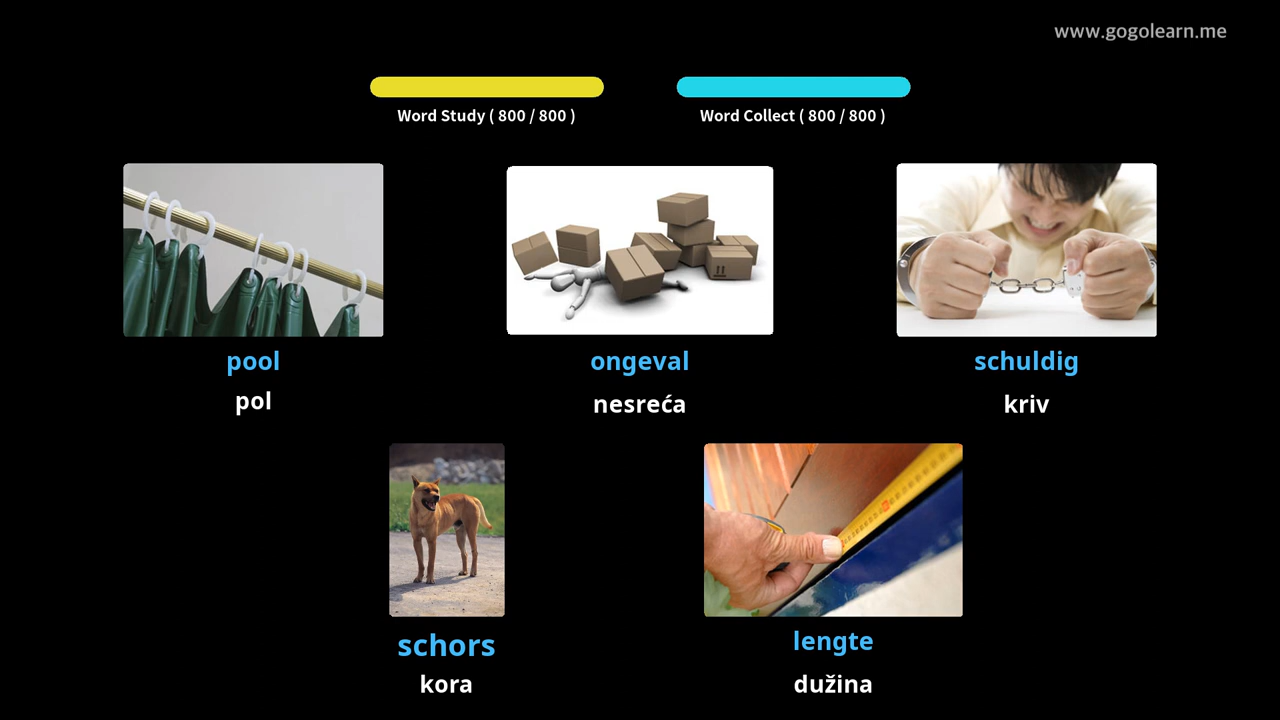 www.gogolearn.me
Word Study ( 800 / 800 )
Word Collect ( 800 / 800 )
pool
pol
ongeval
nesreća
schuldig
kriv
schors
kora
lengte
dužina